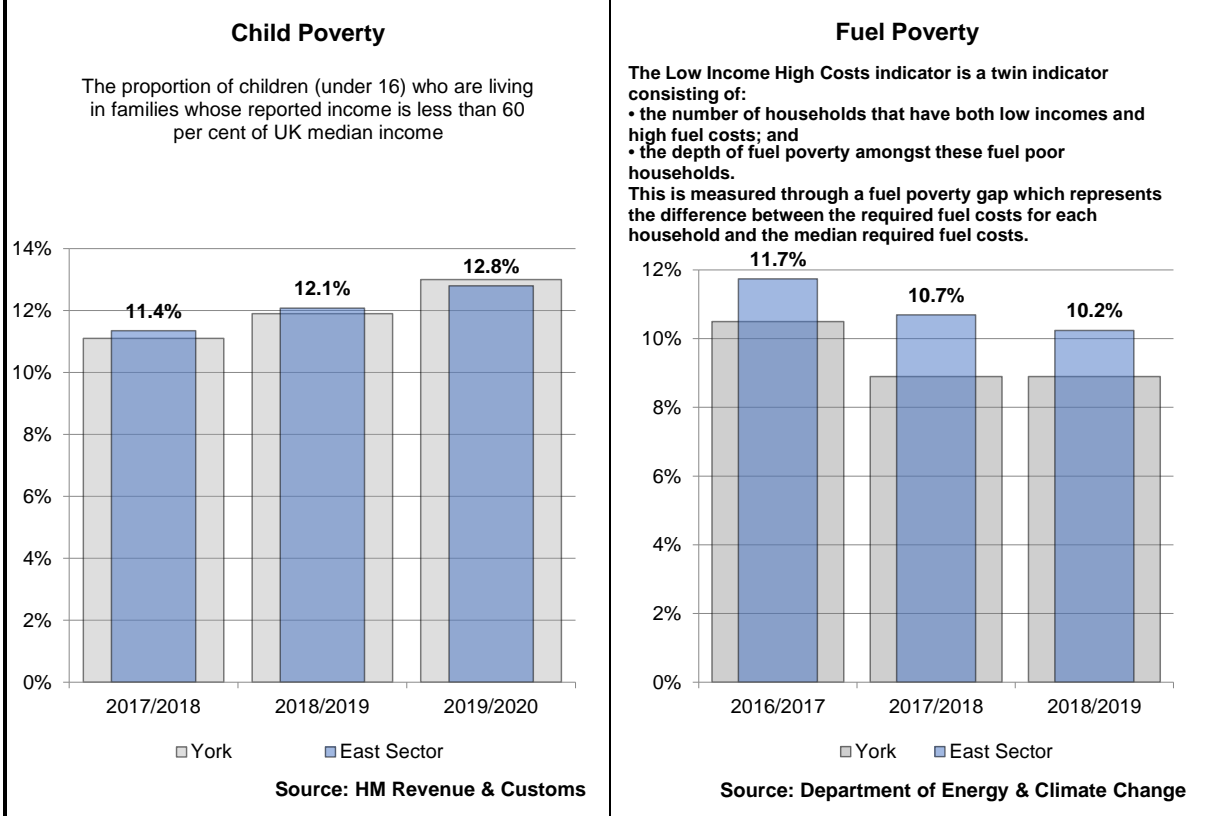 Child Poverty
The proportion of children (under 16) who are living
in families whose reported income is less than 60
per cent of UK median income
14%
12%
10%
8%
6%
4%
2%
0%
11.4%
12.1%
12.8%
2017/2018
2018/2019
2019/2020
York
East Sector
Source: HM Revenue & Customs
Fuel Poverty
The Low Income High Costs indicator is a twin indicator
consisting of:
• the number of households that have both low incomes and
high fuel costs; and
• the depth of fuel poverty amongst these fuel poor
households.
This is measured through a fuel poverty gap which represents
the difference between the required fuel costs for each
household and the median required fuel costs.
12%
10%
8%
6%
4%
2%
0%
11.7%
10.7%
10.2%
2016/2017
2017/2018
2018/2019
York
East Sector
Source: Department of Energy & Climate Change